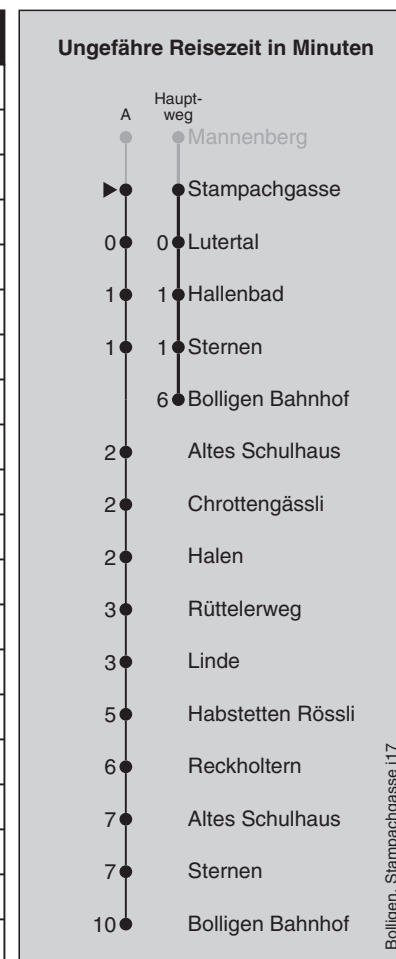 Ungefähre Reisezeit in Minuten
A Haupt-
weg
Mannenberg
Stampachgasse
0 0 Lutertal
1 1 Hallenbad
1 1 Sternen
6 Bolligen Bahnhof
2 Altes Schulhaus
2 Chrottengässli
2 Halen
3 Rüttelerweg
3 Linde
5 Habstetten Rössli
6 Reckholtern
7 Altes Schulhaus
7 Sternen
10 Bolligen Bahnhof
Bolligen, Stampachgasse j17